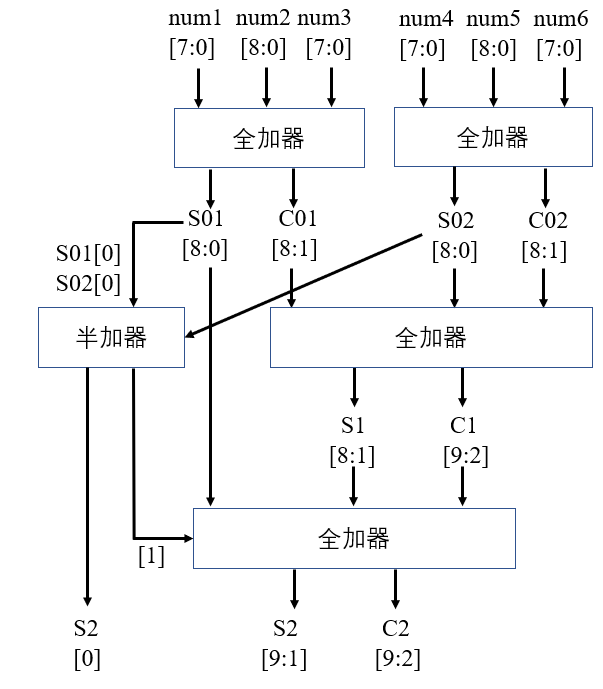 num1 num2 num3 num4 num5 num6
[7:0] [8:0] [7:0] [7:0] [8:0] [7:0]
全加器 全加器
S01 C01 S02 C02
[8:0] [8:1] [8:0] [8:1]
S01[0]
S02[0]
半加器 全加器
S1 C1
[8:1] [9:2]
全加器
[1]
S2 S2 C2
[0] [9:1] [9:2]